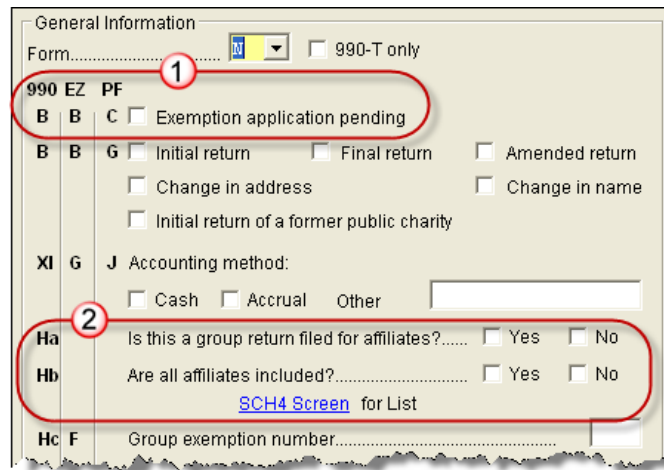 General Information
Form................................ N 990-T only
1
990 EZ PF
B B C Exemption application pending
B B G Initial return Final return Amended return
Change in address Change in name
Initial return of a former public charity
XI G J Accounting method:
Cash Accrual Other
2
Ha Is this a group return filed for affiliates?...... Yes No
Hb Are all affiliates included?............................ Yes No
SCH4 Screen for List
Hc F Group exemption number...............................................